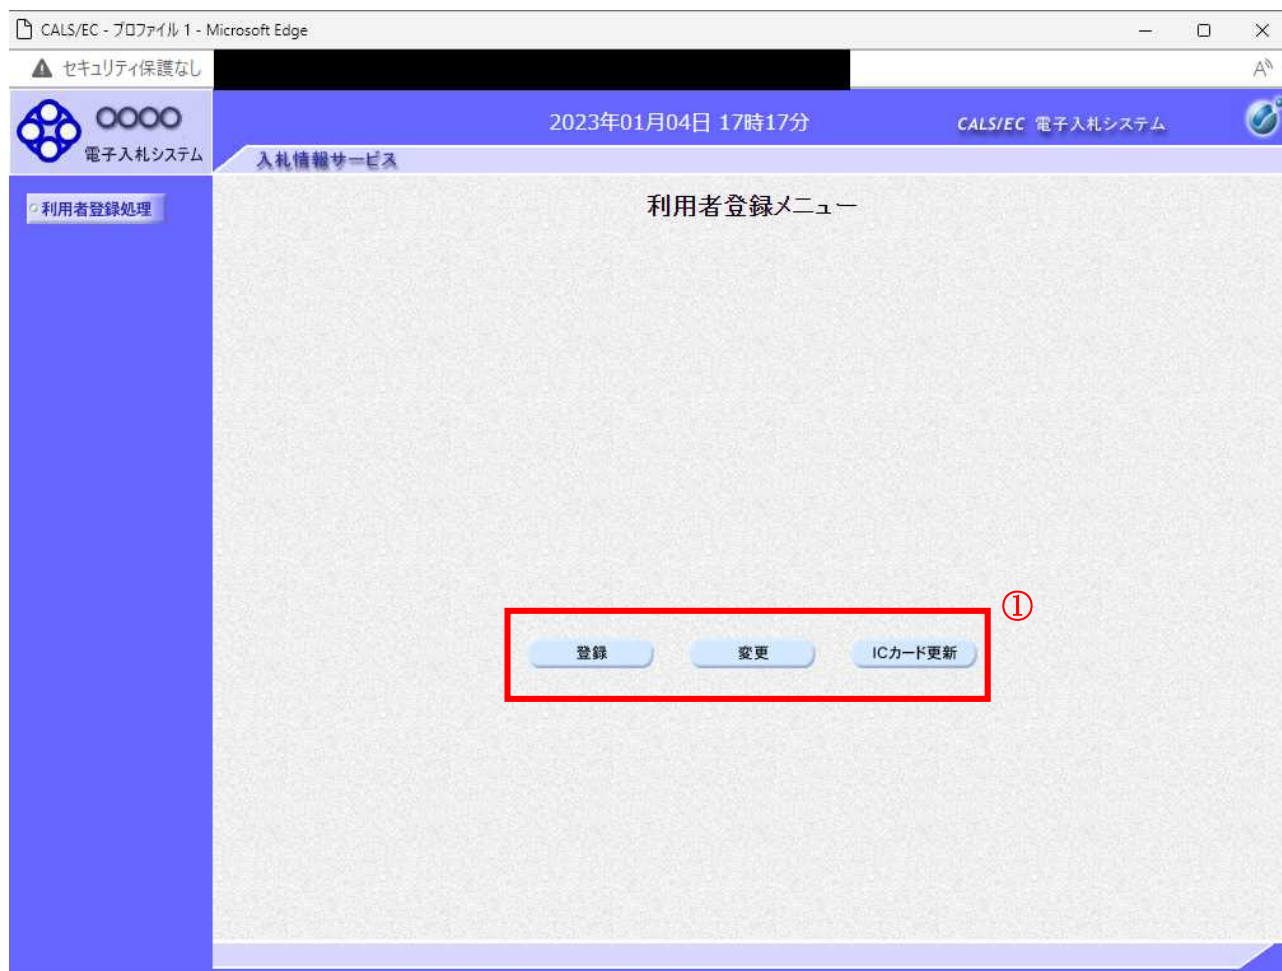 CALS/EC - プロファイル 1 - Microsoft Edge
セキュリティ保護なし
OOOO
電子入札システム
2023年01月04日 17時17分
CALS/EC 電子入札システム
入札情報サービス
利用者登録処理
利用者登録メニュー
①
登録 変更 ICカード更新